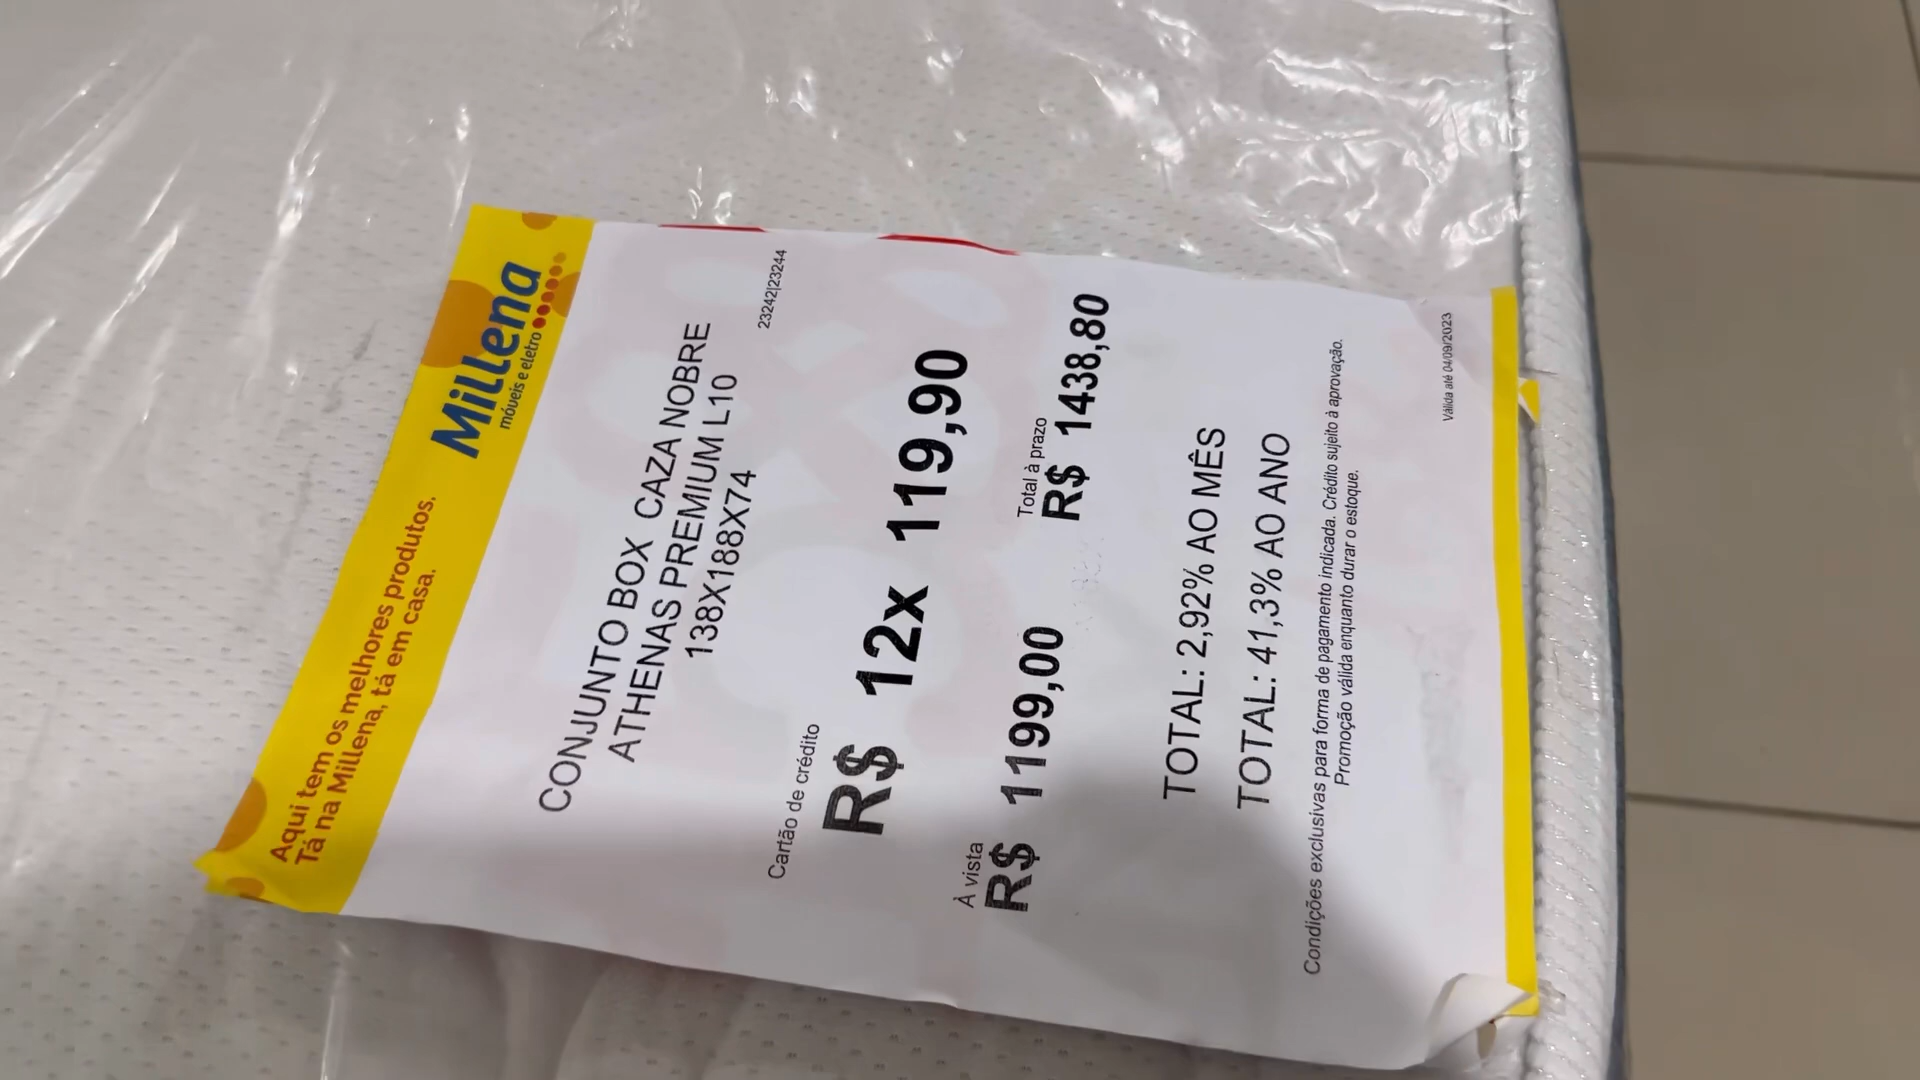 Aqui tem os melhores produtos.
Tá na Millena, tá em casa.
Millena
móveis e eletro
CONJUNTO BOX CAZA NOBRE
ATHENAS PREMIUM L10
138X188X74
23242|23244
Cartão de crédito
R$ 12x 119,90
À vista
R$ 1199,00
Total à prazo
R$ 1438,80
TOTAL: 2,92% AO MÊS
TOTAL: 41,3% AO ANO
Condições exclusivas para forma de pagamento indicada. Crédito sujeito à aprovação.
Promoção válida enquanto durar o estoque.
Válida até 04/09/2023